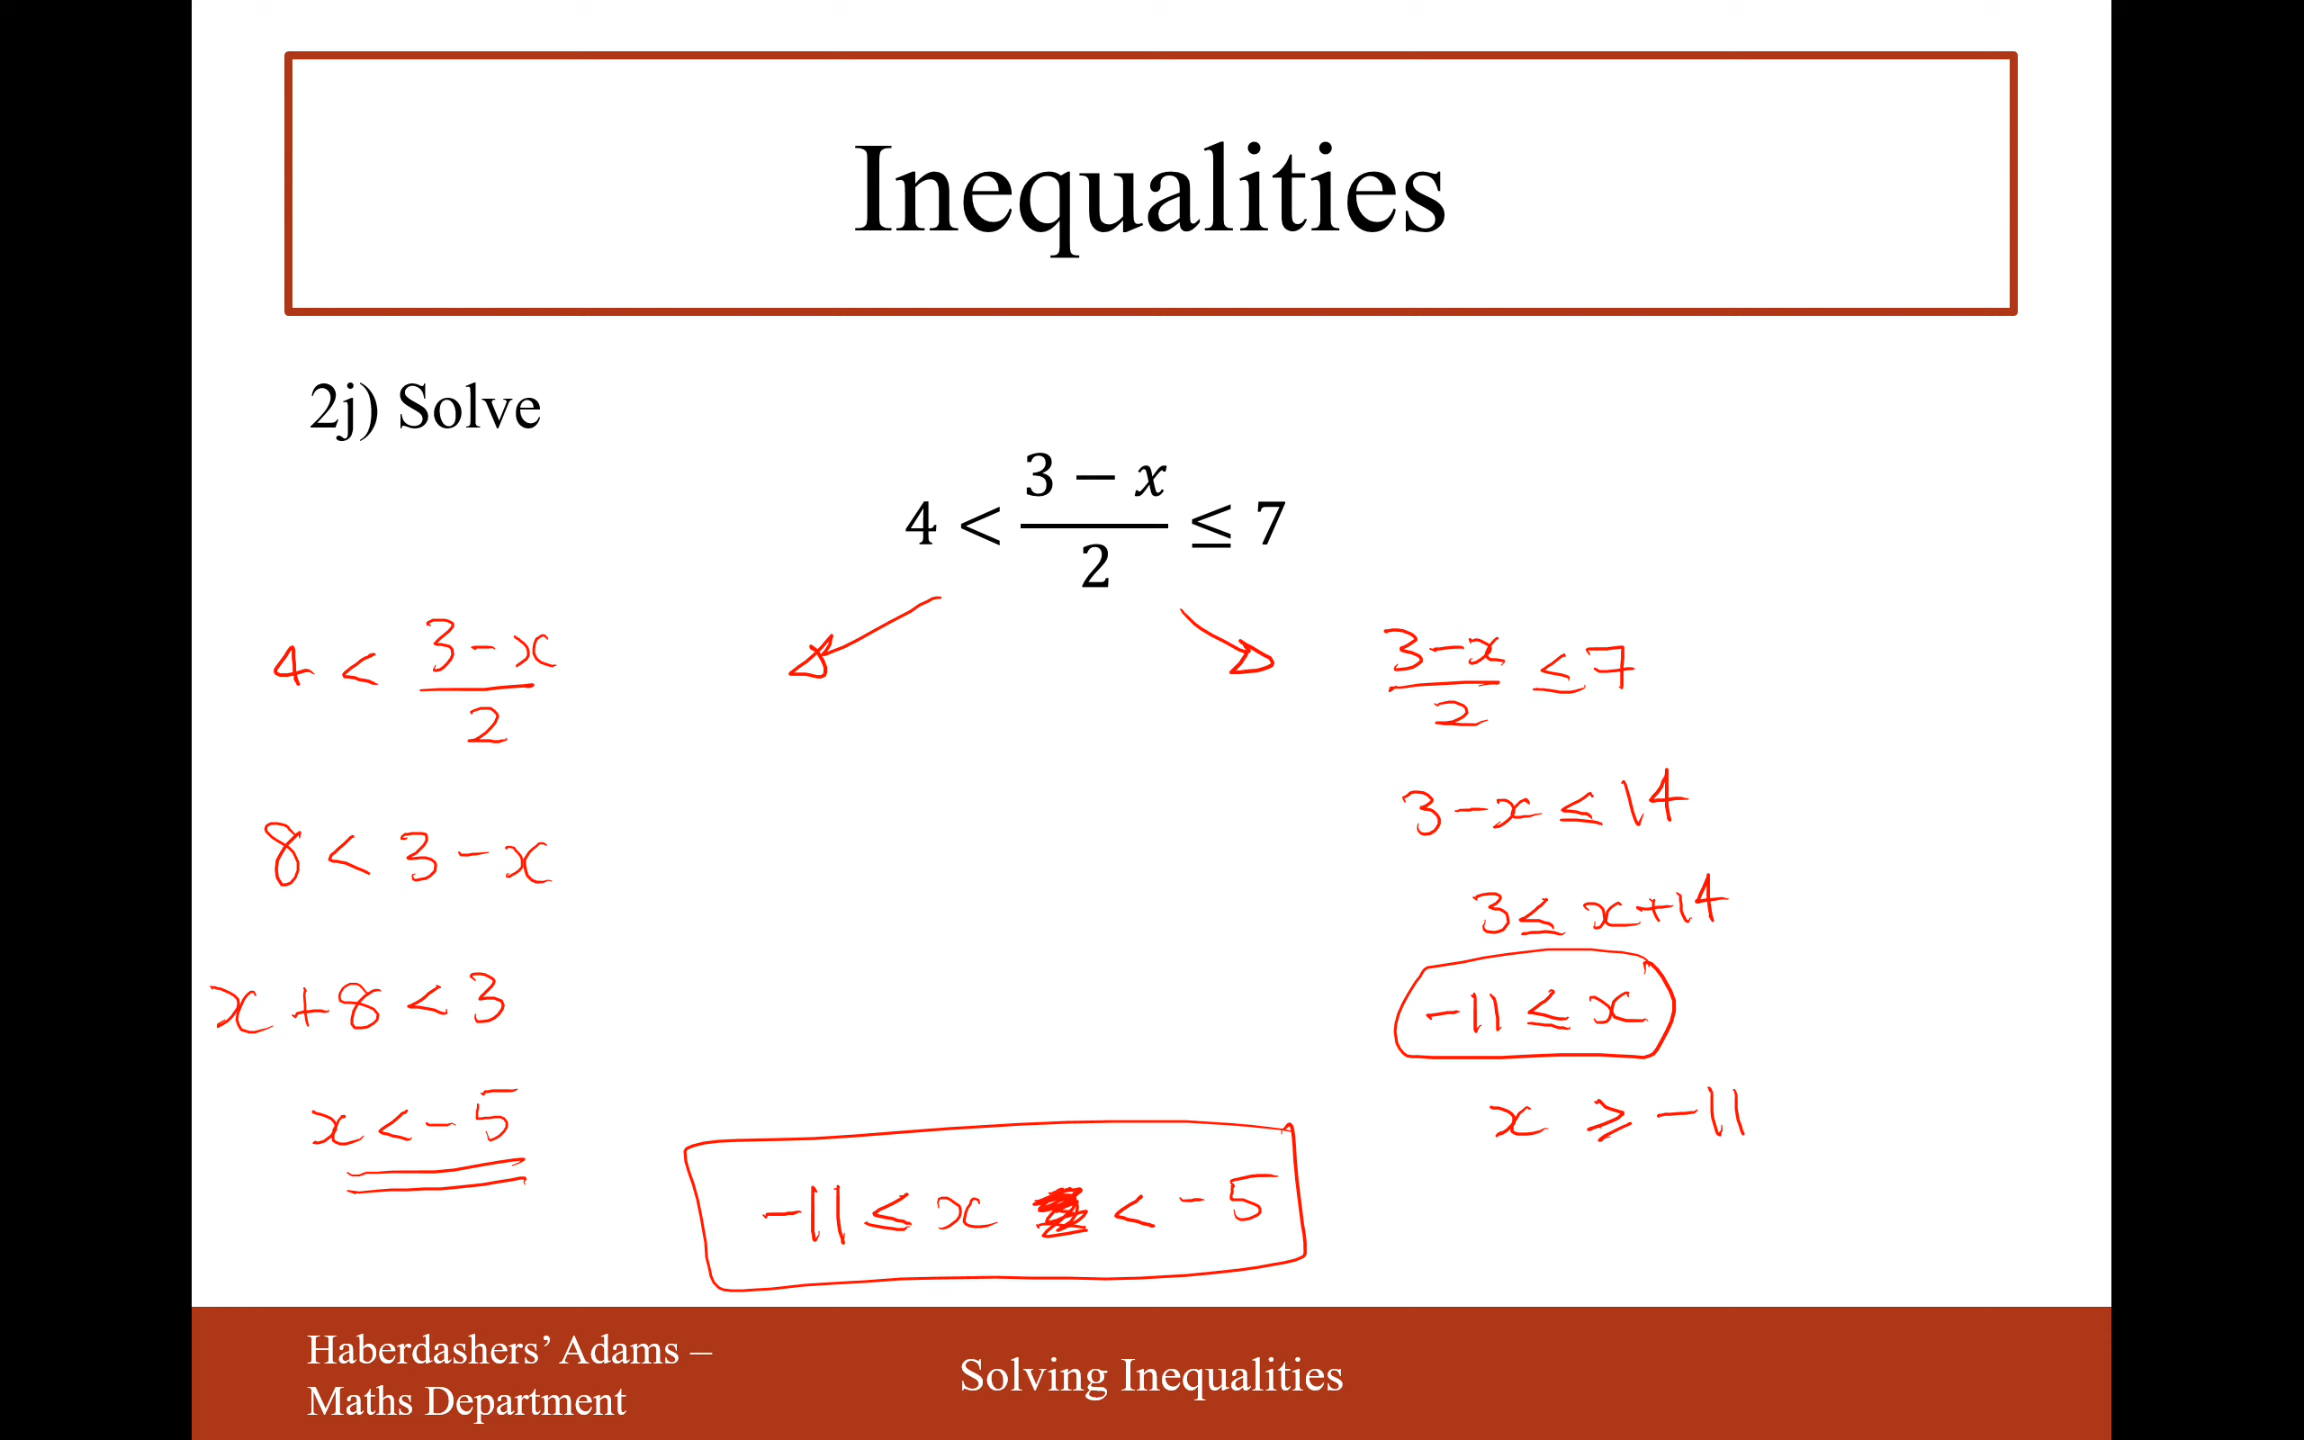 Inequalities
2j) Solve
4 < (3 − x)/2 ≤ 7
4 < (3 - x)/2
8 < 3 - x
x + 8 < 3
x < -5
(3 - x)/2 ≤ 7
3 - x ≤ 14
3 ≤ x + 14
-11 ≤ x
x ≥ -11
-11 ≤ x < -5
Haberdashers’ Adams –
Maths Department
Solving Inequalities